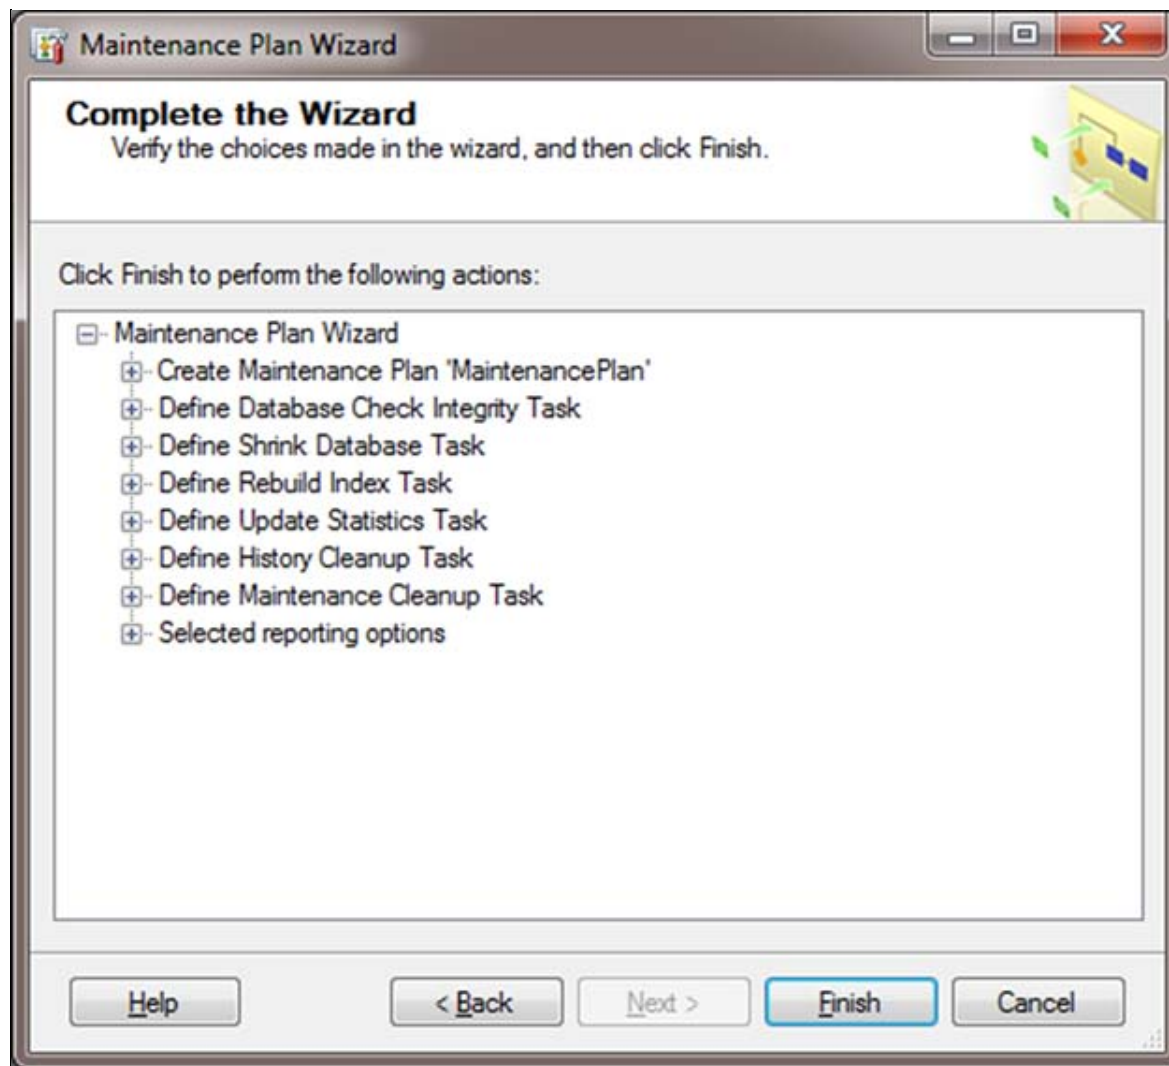 Maintenance Plan Wizard
Complete the Wizard
Verify the choices made in the wizard, and then click Finish.
Click Finish to perform the following actions:
Maintenance Plan Wizard
Create Maintenance Plan 'MaintenancePlan'
Define Database Check Integrity Task
Define Shrink Database Task
Define Rebuild Index Task
Define Update Statistics Task
Define History Cleanup Task
Define Maintenance Cleanup Task
Selected reporting options
Help
< Back
Next >
Finish
Cancel